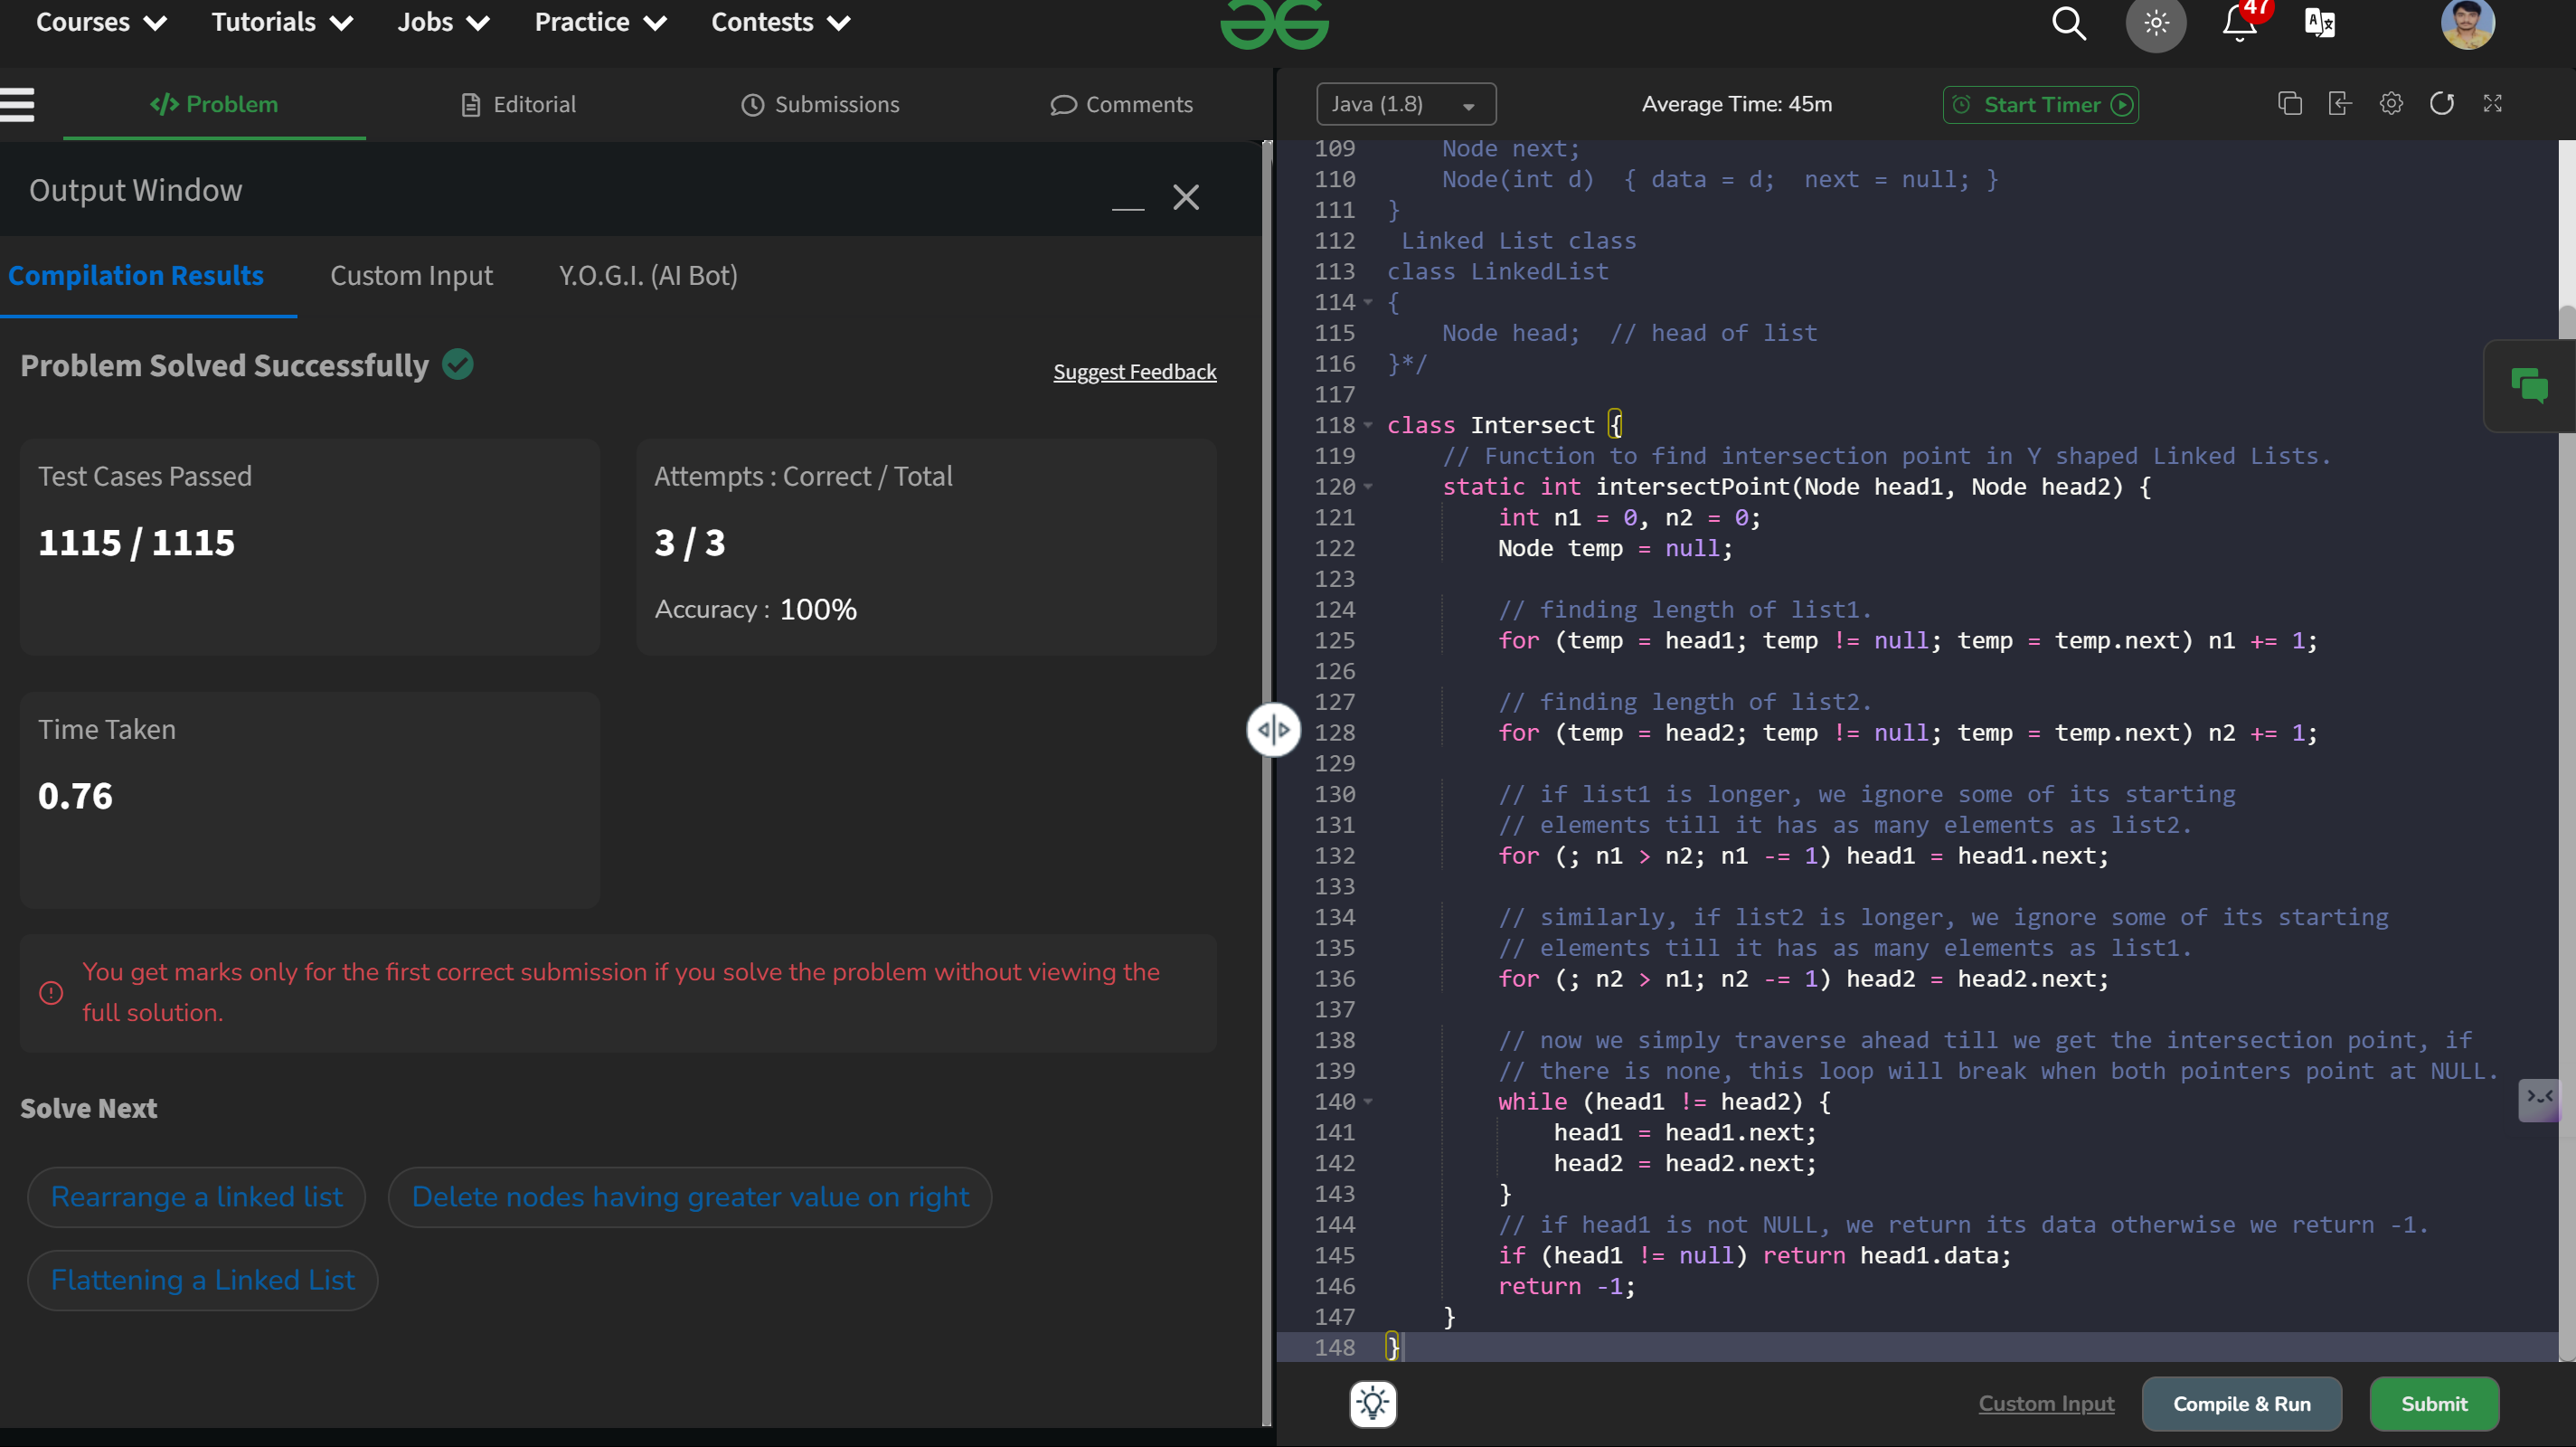 Courses Tutorials Jobs Practice Contests
47
Problem Editorial Submissions Comments
Output Window
Compilation Results Custom Input Y.O.G.I. (AI Bot)
Problem Solved Successfully
Suggest Feedback
Test Cases Passed
1115 / 1115
Attempts : Correct / Total
3 / 3
Accuracy : 100%
Time Taken
0.76
You get marks only for the first correct submission if you solve the problem without viewing the
full solution.
Solve Next
Rearrange a linked list
Delete nodes having greater value on right
Flattening a Linked List
Java (1.8) Average Time: 45m Start Timer
109     Node next;
110     Node(int d)  { data = d;  next = null; }
111 }
112  Linked List class
113 class LinkedList
114 {
115     Node head;  // head of list
116 }*/
117
118 class Intersect {
119     // Function to find intersection point in Y shaped Linked Lists.
120     static int intersectPoint(Node head1, Node head2) {
121         int n1 = 0, n2 = 0;
122         Node temp = null;
123
124         // finding length of list1.
125         for (temp = head1; temp != null; temp = temp.next) n1 += 1;
126
127         // finding length of list2.
128         for (temp = head2; temp != null; temp = temp.next) n2 += 1;
129
130         // if list1 is longer, we ignore some of its starting
131         // elements till it has as many elements as list2.
132         for (; n1 > n2; n1 -= 1) head1 = head1.next;
133
134         // similarly, if list2 is longer, we ignore some of its starting
135         // elements till it has as many elements as list1.
136         for (; n2 > n1; n2 -= 1) head2 = head2.next;
137
138         // now we simply traverse ahead till we get the intersection point, if
139         // there is none, this loop will break when both pointers point at NULL.
140         while (head1 != head2) {
141             head1 = head1.next;
142             head2 = head2.next;
143         }
144         // if head1 is not NULL, we return its data otherwise we return -1.
145         if (head1 != null) return head1.data;
146         return -1;
147     }
148 }
Custom Input Compile & Run Submit